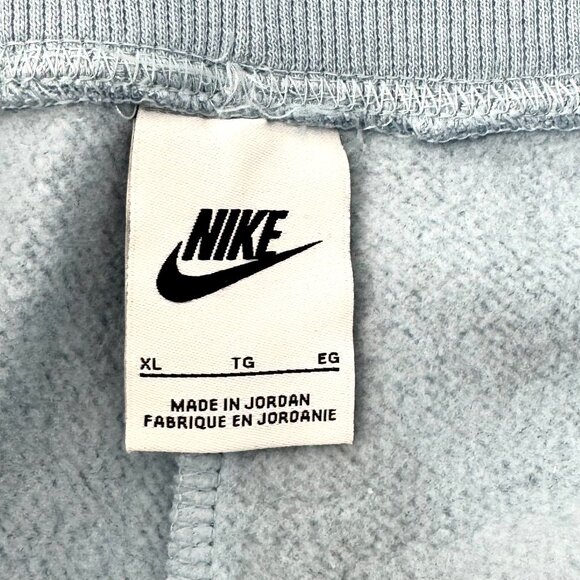 NIKE
XL TG EG
MADE IN JORDAN
FABRIQUE EN JORDANIE